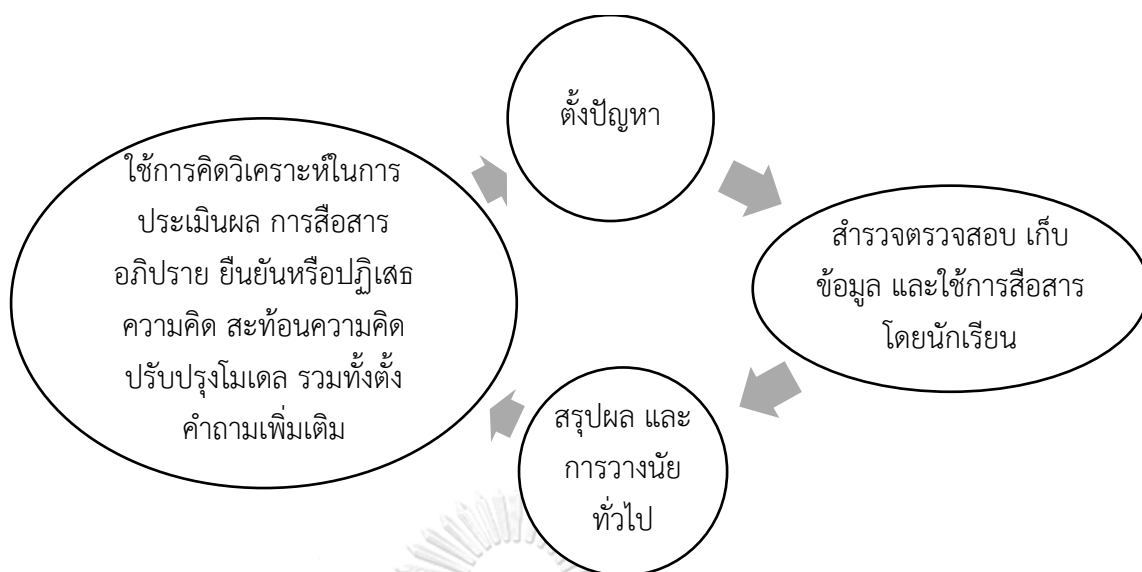 ตั้งปัญหา
สำรวจตรวจสอบ เก็บ
ข้อมูล และใช้การสือสาร
โดยนักเรียน
สรุปผล และ
การวางนัย
ทั่วไป
ใช้การคิดวิเคราะห์ในการ
ประเมินผล การสือสาร
อภิปราย ยืนยันหรือปฏิเสธ
ความคิด สะท้อนความคิด
ปรับปรุงโมเดล รวมทั้งตั้ง
คำถามเพิ่มเติม